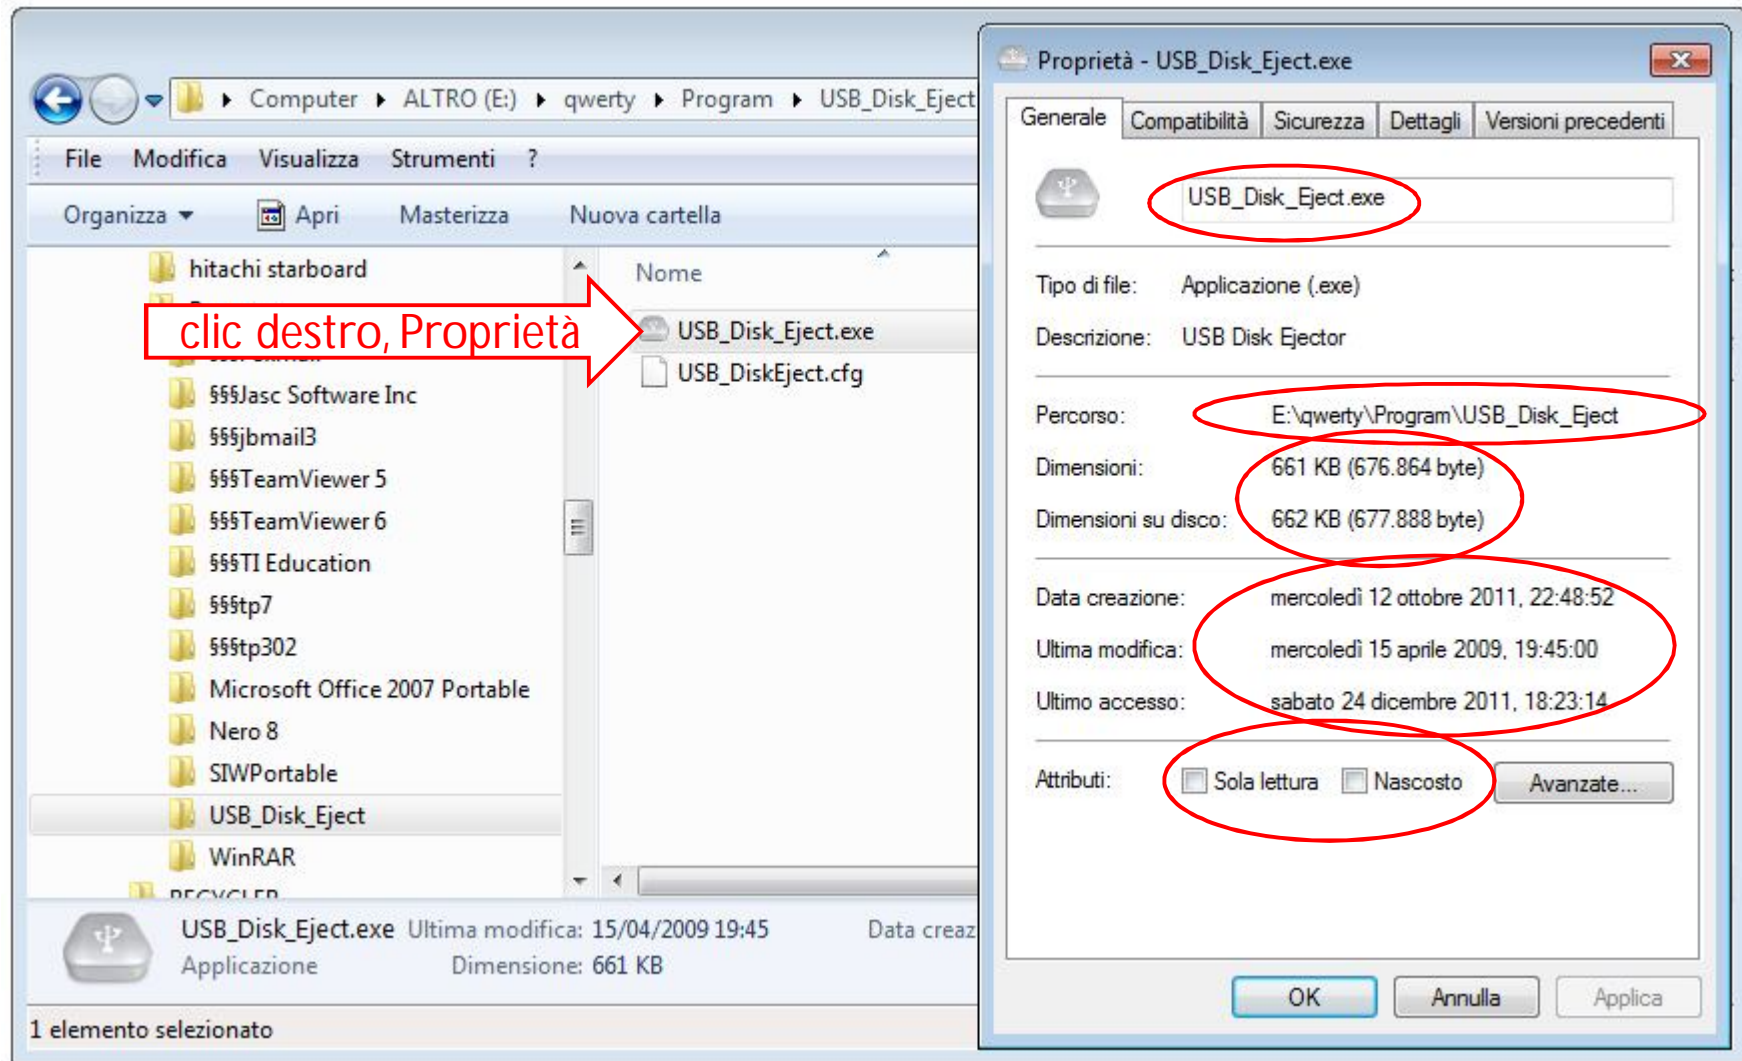 Computer ▸ ALTRO (E:) ▸ qwerty ▸ Program ▸ USB_Disk_Eject
File Modifica Visualizza Strumenti ?
Organizza Apri Masterizza Nuova cartella
hitachi starboard
§§§Jasc Software Inc
§§§jbmail3
§§§TeamViewer 5
§§§TeamViewer 6
§§§TI Education
§§§tp7
§§§tp302
Microsoft Office 2007 Portable
Nero 8
SIWPortable
USB_Disk_Eject
WinRAR
RECYCLER
clic destro, Proprietà
Nome
USB_Disk_Eject.exe
USB_DiskEject.cfg
USB_Disk_Eject.exe Ultima modifica: 15/04/2009 19:45 Data creaz
Applicazione Dimensione: 661 KB
1 elemento selezionato
Proprietà - USB_Disk_Eject.exe
Generale Compatibilità Sicurezza Dettagli Versioni precedenti
USB_Disk_Eject.exe
Tipo di file: Applicazione (.exe)
Descrizione: USB Disk Ejector
Percorso: E:\qwerty\Program\USB_Disk_Eject
Dimensioni: 661 KB (676.864 byte)
Dimensioni su disco: 662 KB (677.888 byte)
Data creazione: mercoledì 12 ottobre 2011, 22:48:52
Ultima modifica: mercoledì 15 aprile 2009, 19:45:00
Ultimo accesso: sabato 24 dicembre 2011, 18:23:14
Attributi: Sola lettura Nascosto Avanzate...
OK Annulla Applica